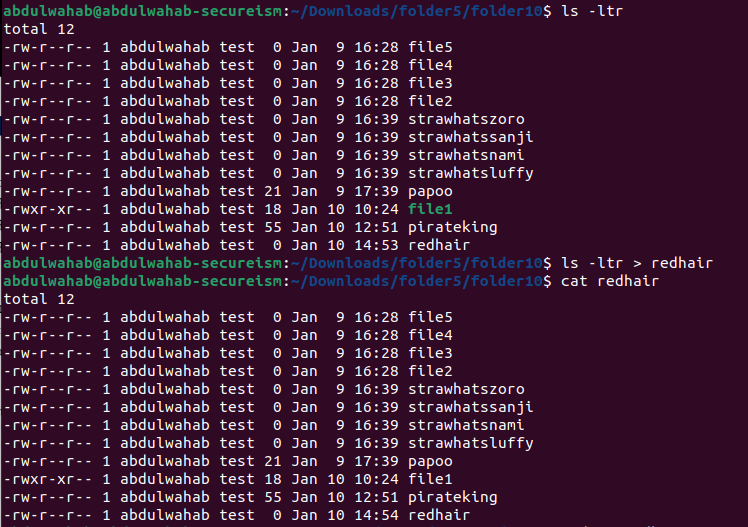 abdulwahab@abdulwahab-secureism:~/Downloads/folder5/folder10$ ls -ltr
total 12
-rw-r--r-- 1 abdulwahab test  0 Jan  9 16:28 file5
-rw-r--r-- 1 abdulwahab test  0 Jan  9 16:28 file4
-rw-r--r-- 1 abdulwahab test  0 Jan  9 16:28 file3
-rw-r--r-- 1 abdulwahab test  0 Jan  9 16:28 file2
-rw-r--r-- 1 abdulwahab test  0 Jan  9 16:39 strawhatszoro
-rw-r--r-- 1 abdulwahab test  0 Jan  9 16:39 strawhatssanji
-rw-r--r-- 1 abdulwahab test  0 Jan  9 16:39 strawhatsnami
-rw-r--r-- 1 abdulwahab test  0 Jan  9 16:39 strawhatsluffy
-rw-r--r-- 1 abdulwahab test 21 Jan  9 17:39 papoo
-rwxr-xr-- 1 abdulwahab test 18 Jan 10 10:24 file1
-rw-r--r-- 1 abdulwahab test 55 Jan 10 12:51 pirateking
-rw-r--r-- 1 abdulwahab test  0 Jan 10 14:53 redhair
abdulwahab@abdulwahab-secureism:~/Downloads/folder5/folder10$ ls -ltr > redhair
abdulwahab@abdulwahab-secureism:~/Downloads/folder5/folder10$ cat redhair
total 12
-rw-r--r-- 1 abdulwahab test  0 Jan  9 16:28 file5
-rw-r--r-- 1 abdulwahab test  0 Jan  9 16:28 file4
-rw-r--r-- 1 abdulwahab test  0 Jan  9 16:28 file3
-rw-r--r-- 1 abdulwahab test  0 Jan  9 16:28 file2
-rw-r--r-- 1 abdulwahab test  0 Jan  9 16:39 strawhatszoro
-rw-r--r-- 1 abdulwahab test  0 Jan  9 16:39 strawhatssanji
-rw-r--r-- 1 abdulwahab test  0 Jan  9 16:39 strawhatsnami
-rw-r--r-- 1 abdulwahab test  0 Jan  9 16:39 strawhatsluffy
-rw-r--r-- 1 abdulwahab test 21 Jan  9 17:39 papoo
-rwxr-xr-- 1 abdulwahab test 18 Jan 10 10:24 file1
-rw-r--r-- 1 abdulwahab test 55 Jan 10 12:51 pirateking
-rw-r--r-- 1 abdulwahab test  0 Jan 10 14:54 redhair